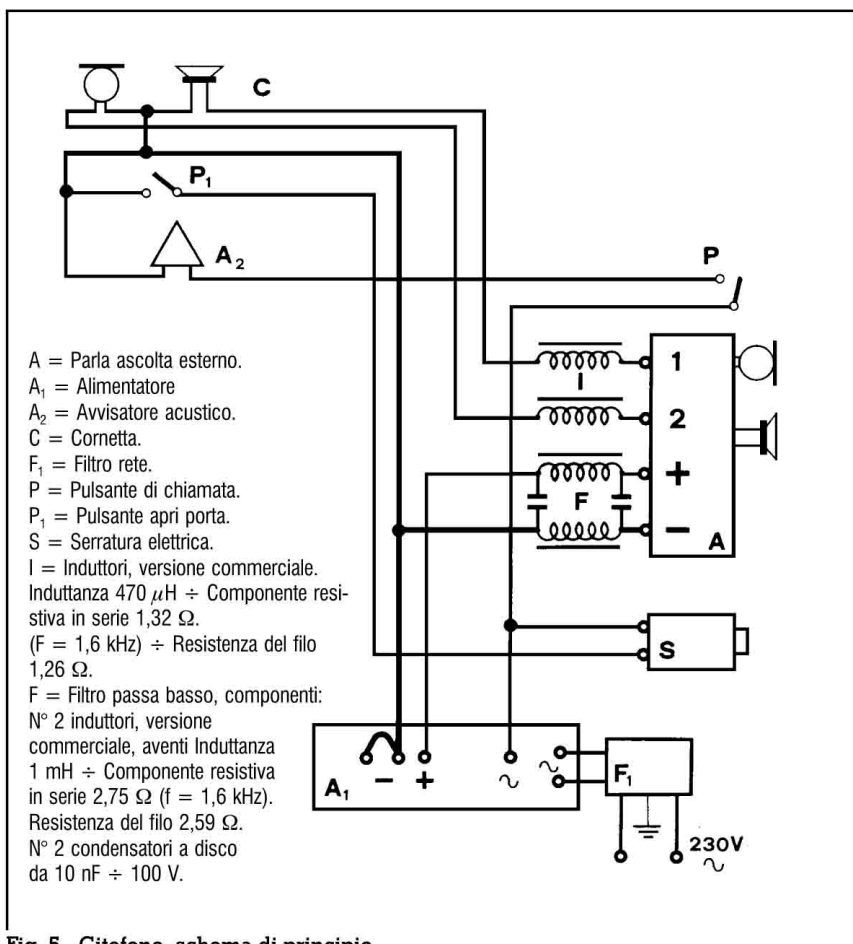 C
P₁
A₂
P
A = Parla ascolta esterno.
A₁ = Alimentatore
A₂ = Avvisatore acustico.
C = Cornetta.
F₁ = Filtro rete.
P = Pulsante di chiamata.
P₁ = Pulsante apri porta.
S = Serratura elettrica.
I = Induttori, versione commerciale.
Induttanza 470 μH ÷ Componente resi-
stiva in serie 1,32 Ω.
(F = 1,6 kHz) ÷ Resistenza del filo
1,26 Ω.
F = Filtro passa basso, componenti:
N° 2 induttori, versione
commerciale, aventi Induttanza
1 mH ÷ Componente resistiva
in serie 2,75 Ω (f = 1,6 kHz).
Resistenza del filo 2,59 Ω.
N° 2 condensatori a disco
da 10 nF ÷ 100 V.
I
1
2
F
+
−
A
S
A₁
− + ~ ~
F₁
230V
~
Fig. 5 - Citofono, schema di principio